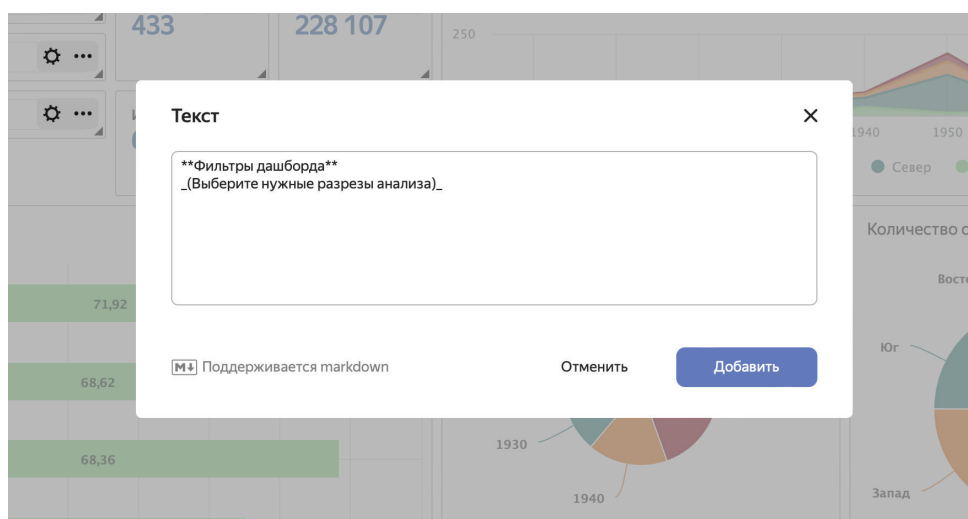 433
228 107
250
1940
1950
Север
Текст
**Фильтры дашборда**
_(Выберите нужные разрезы анализа)_
Поддерживается markdown
Отменить
Добавить
Количество
Юг
Запад
71,92
68,62
68,36
1930
1940